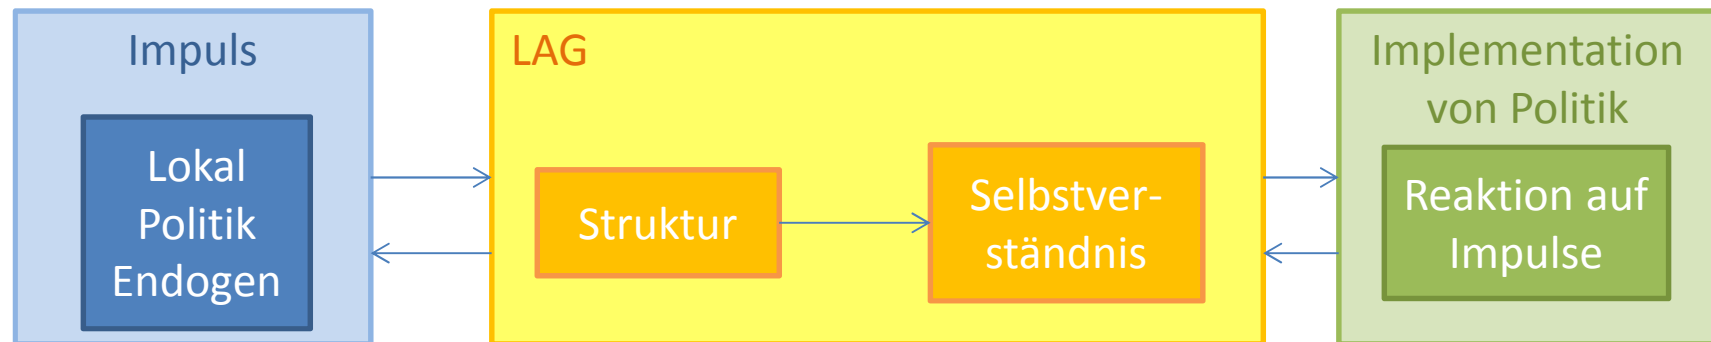 Impuls
Lokal
Politik
Endogen
LAG
Struktur
Selbstver-
ständnis
Implementation
von Politik
Reaktion auf
Impulse